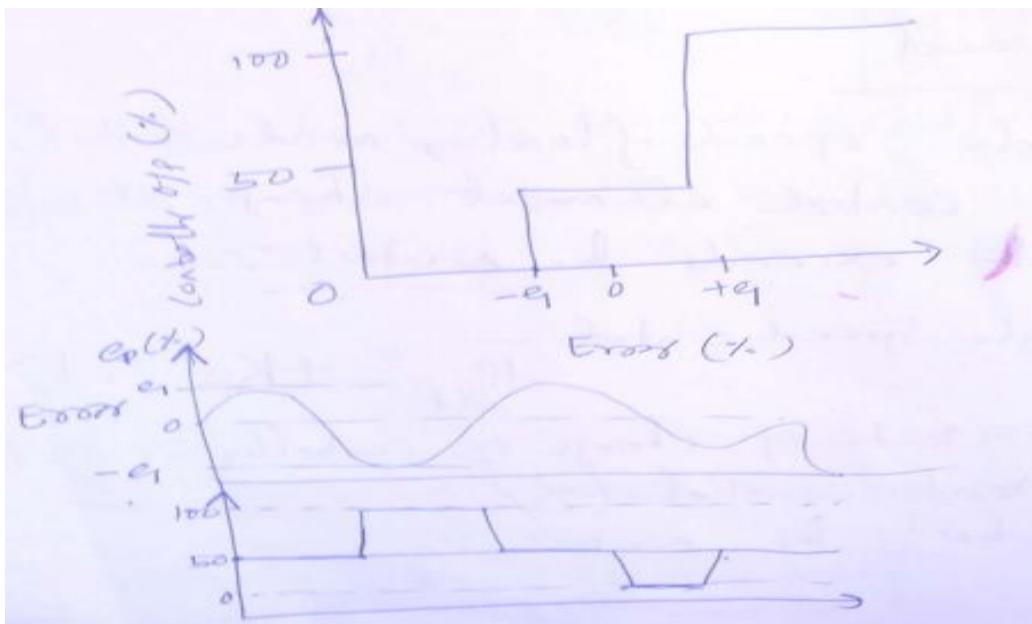 100
50
Controller o/p (%)
0
-e1 0 +e1
Error (%)
ep (%)
e1
Error 0
-e1
100
50
0